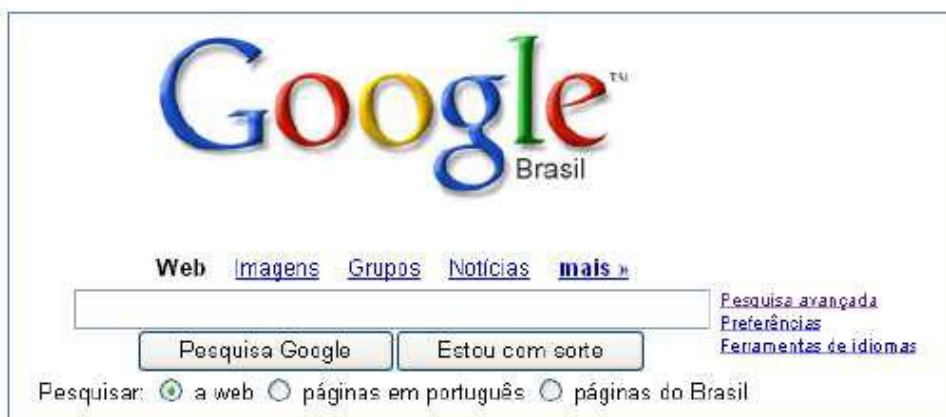 Google™
Brasil
Web Imagens Grupos Notícias mais »
Pesquisa avançada
Preferências
Ferramentas de idiomas
Pesquisa Google Estou com sorte
Pesquisar: a web páginas em português páginas do Brasil